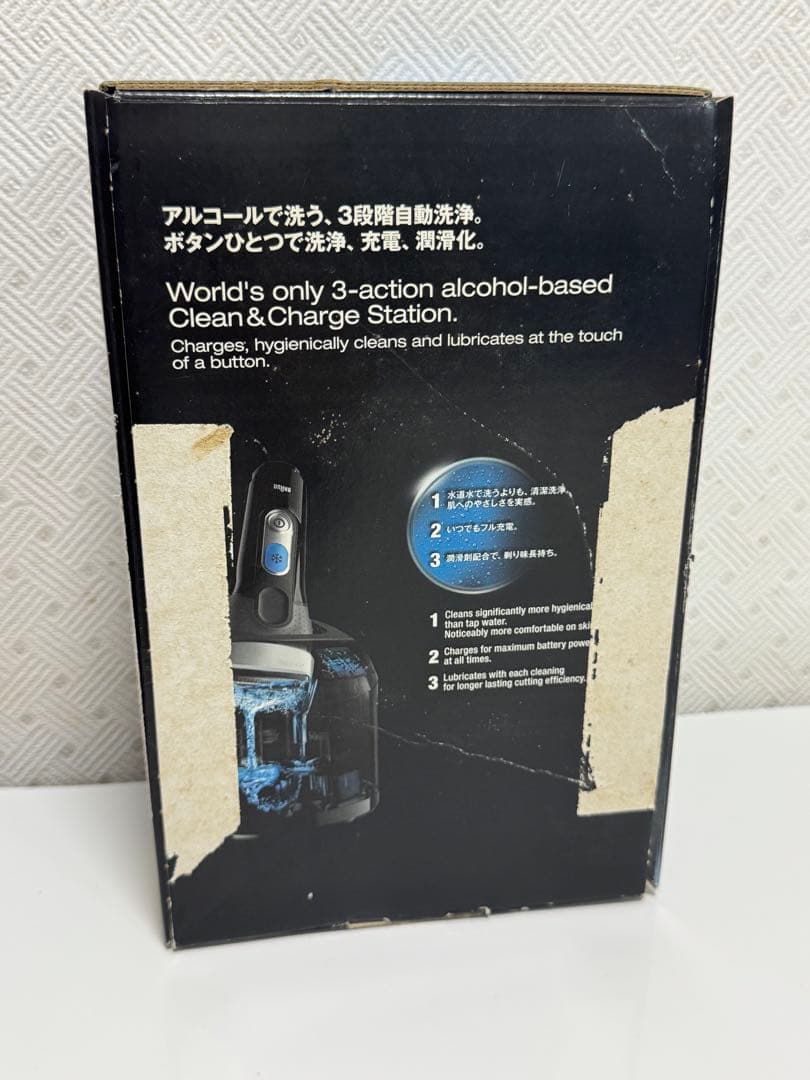 アルコールで洗う、3段階自動洗浄。
ボタンひとつで洗浄、充電、潤滑化。
World's only 3-action alcohol-based
Clean&Charge Station.
Charges, hygienically cleans and lubricates at the touch
of a button.
BRAUN
1 水道水で洗うよりも、清潔洗浄
肌へのやさしさを実感。
2 いつでもフル充電。
3 潤滑剤配合で、剃り味長持ち。
1 Cleans significantly more hygienical
than tap water.
Noticeably more comfortable on ski
2 Charges for maximum battery powe
at all times.
3 Lubricates with each cleaning
for longer lasting cutting efficiency.